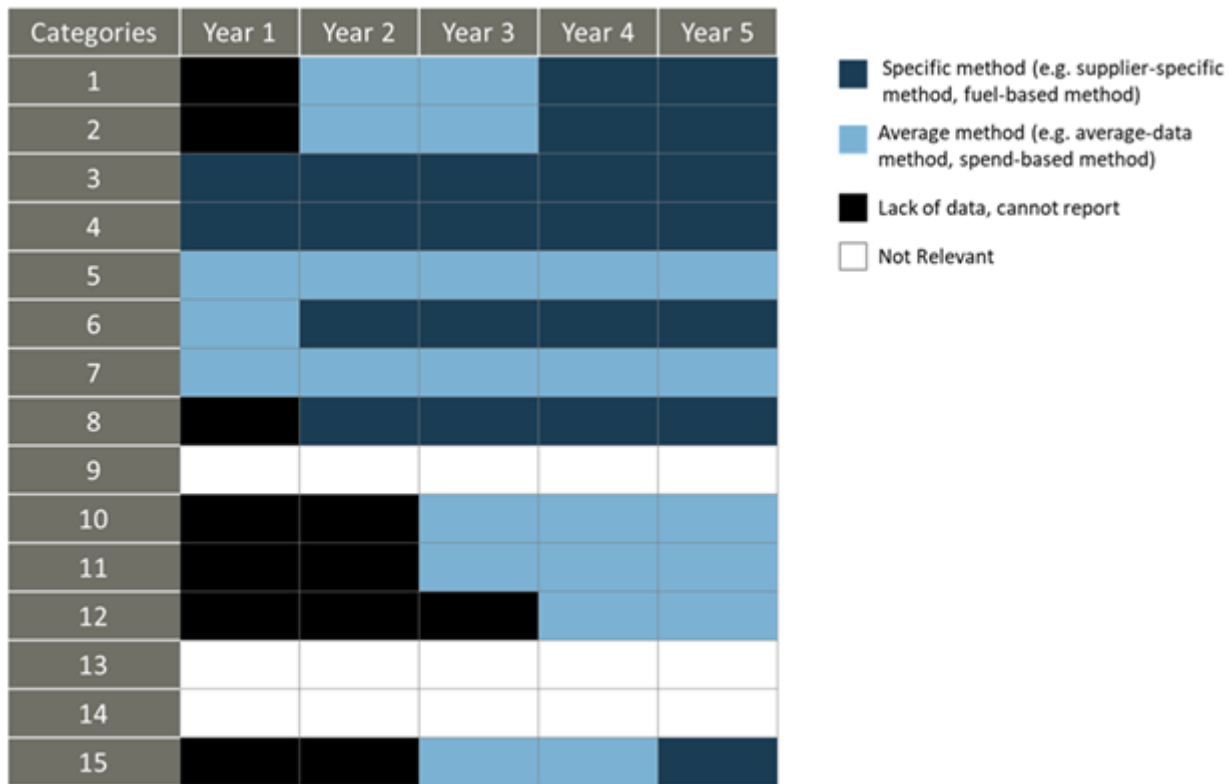 Categories Year 1 Year 2 Year 3 Year 4 Year 5
1
2
3
4
5
6
7
8
9
10
11
12
13
14
15
Specific method (e.g. supplier-specific
method, fuel-based method)
Average method (e.g. average-data
method, spend-based method)
Lack of data, cannot report
Not Relevant